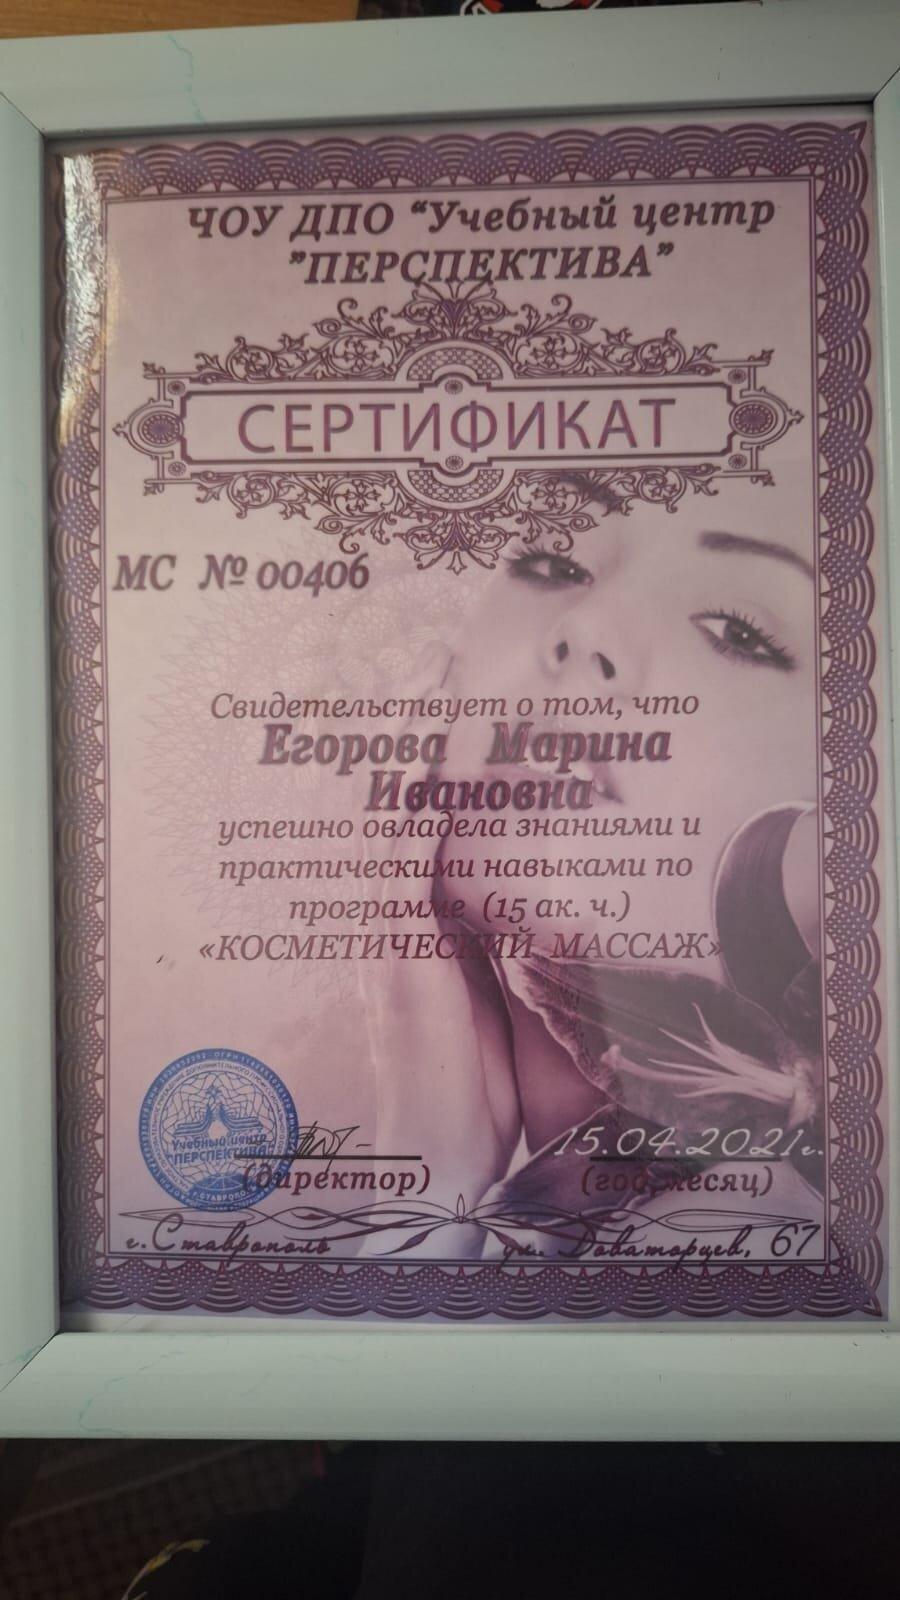 ЧОУ ДПО “Учебный центр
”ПЕРСПЕКТИВА”
СЕРТИФИКАТ
МС № 00406
Свидетельствует о том, что
Егорова Марина
Ивановна
успешно овладела знаниями и
практическими навыками по
программе (15 ак. ч.)
«КОСМЕТИЧЕСКИЙ МАССАЖ»
Учебный центр
"ПЕРСПЕКТИВА"
Г.СТАВРОПОЛЬ
15.04.2021г.
(директор) (год, месяц)
г. Ставрополь ул. Доваторцев, 67